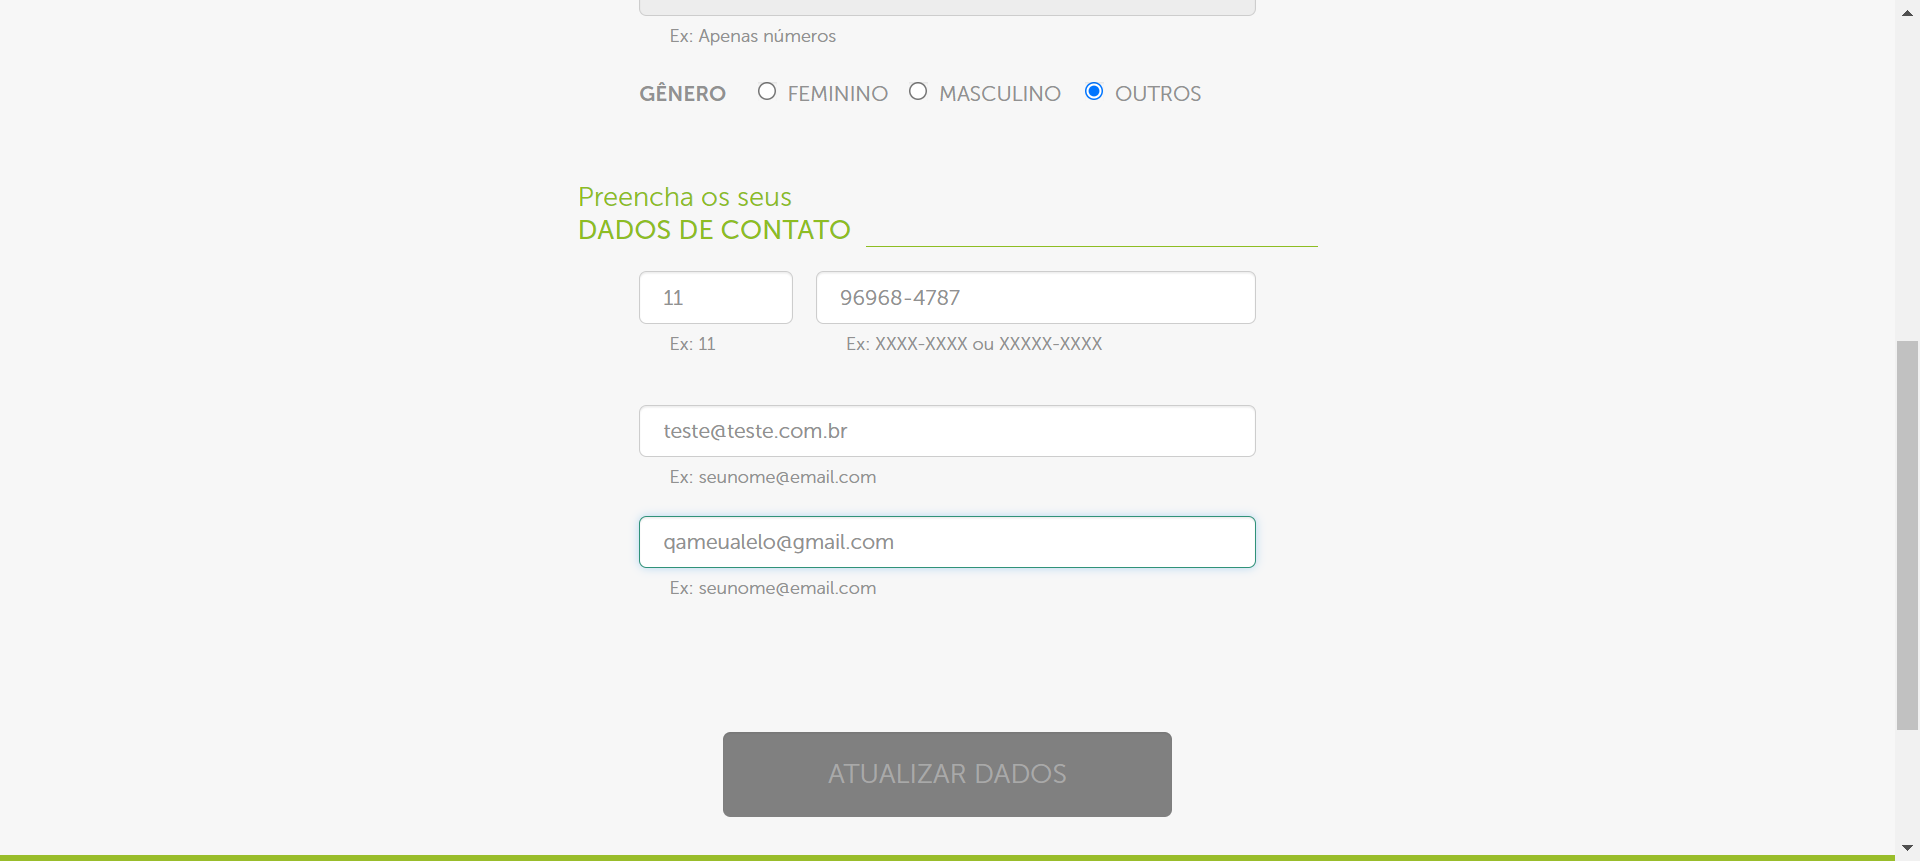 Ex: Apenas números
GÊNERO FEMININO MASCULINO OUTROS
Preencha os seus
DADOS DE CONTATO
11 96968-4787
Ex: 11 Ex: XXXX-XXXX ou XXXXX-XXXX
teste@teste.com.br
Ex: seunome@email.com
qameualelo@gmail.com
Ex: seunome@email.com
ATUALIZAR DADOS